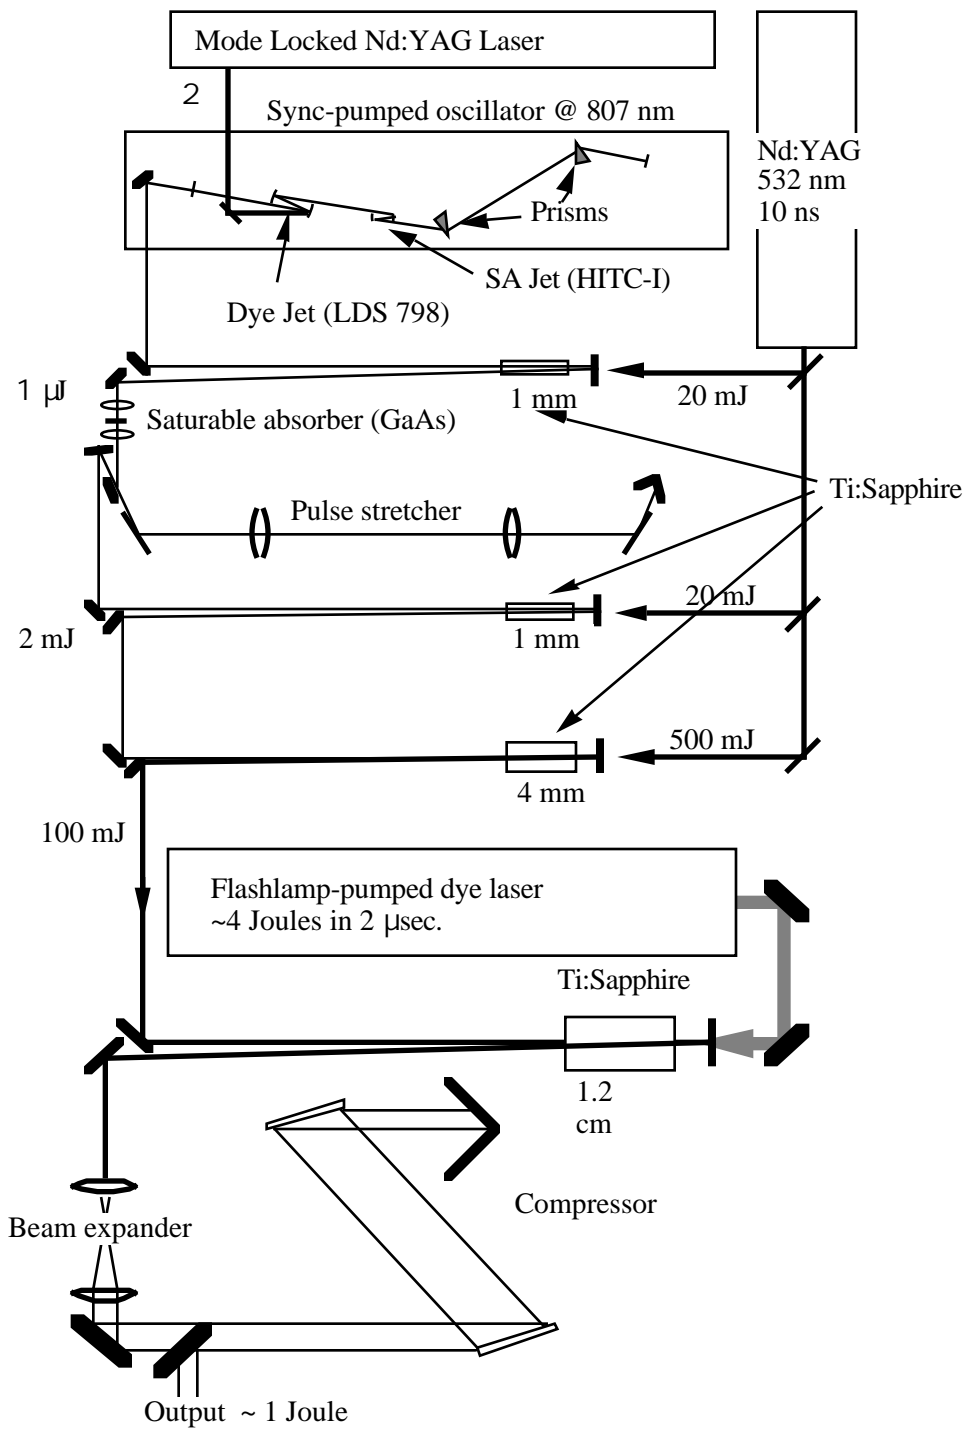 Mode Locked Nd:YAG Laser
2
Sync-pumped oscillator @ 807 nm
Nd:YAG
532 nm
10 ns
Prisms
SA Jet (HITC-I)
Dye Jet (LDS 798)
1 µJ
1 mm
20 mJ
Saturable absorber (GaAs)
Ti:Sapphire
Pulse stretcher
20 mJ
2 mJ
1 mm
500 mJ
4 mm
100 mJ
Flashlamp-pumped dye laser
~4 Joules in 2 µsec.
Ti:Sapphire
1.2
cm
Compressor
Beam expander
Output ~ 1 Joule